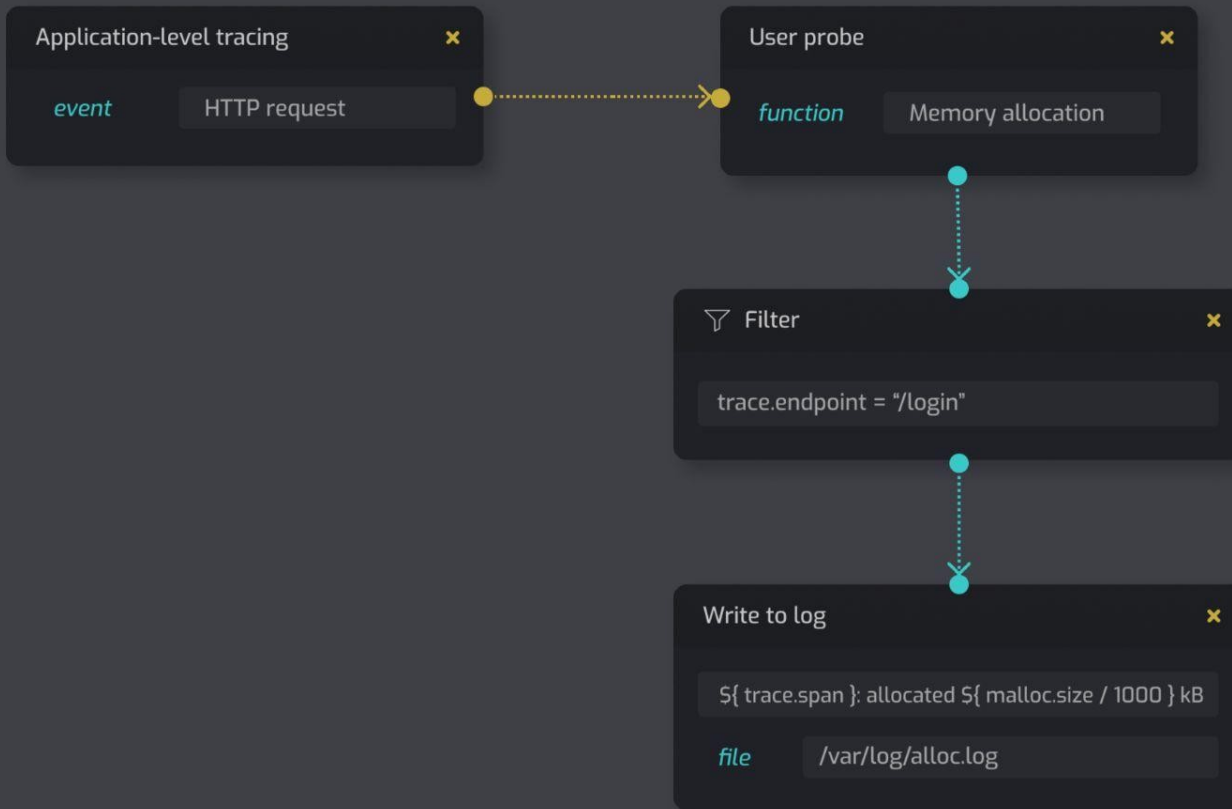 Application-level tracing
event HTTP request
User probe
function Memory allocation
Filter
trace.endpoint = “/login”
Write to log
${ trace.span }: allocated ${ malloc.size / 1000 } kB
file /var/log/alloc.log